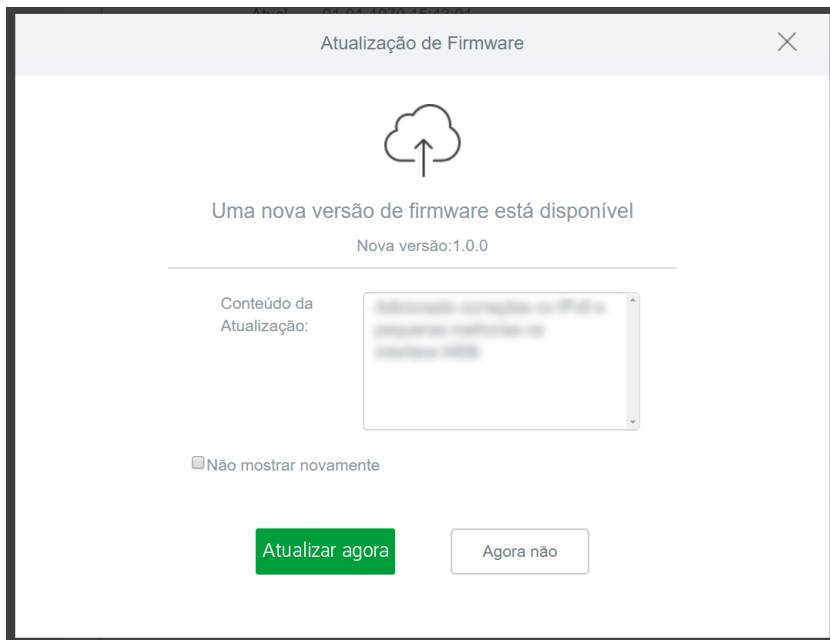 Atualização de Firmware
Uma nova versão de firmware está disponível
Nova versão:1.0.0
Conteúdo da
Atualização:
Não mostrar novamente
Atualizar agora
Agora não